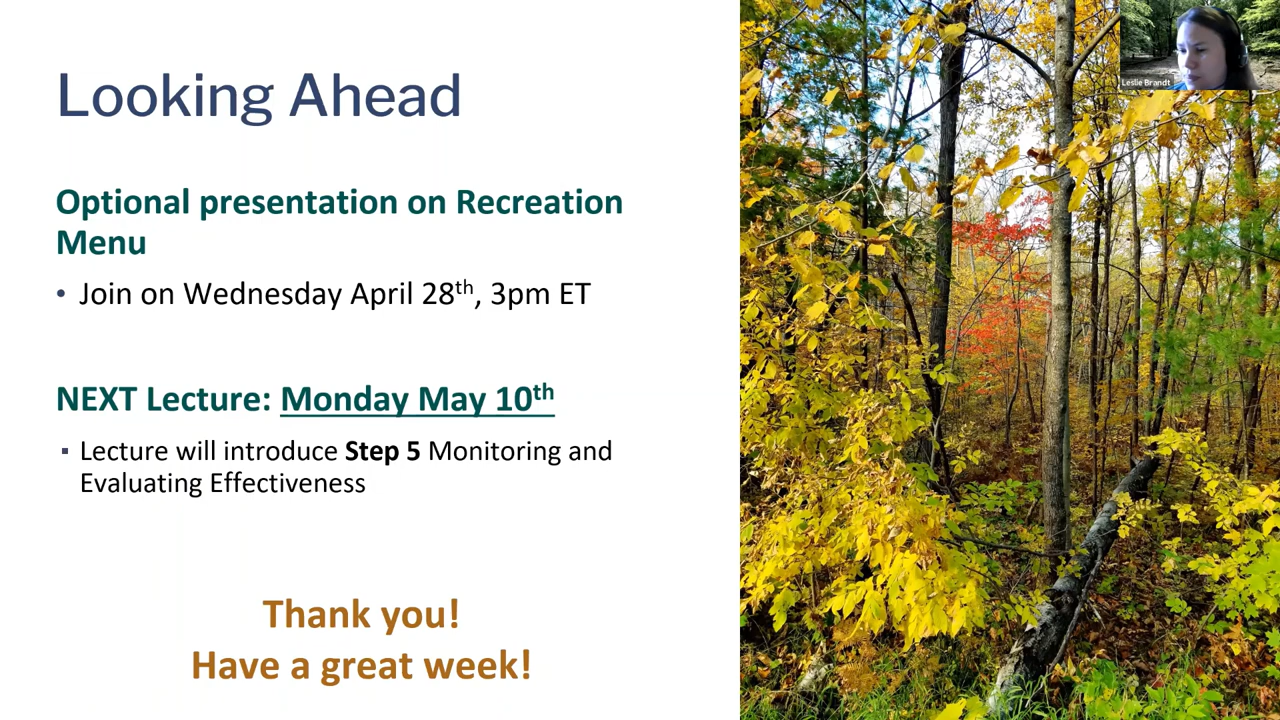 Looking Ahead
Leslie Brandt
Optional presentation on Recreation
Menu
• Join on Wednesday April 28th, 3pm ET
NEXT Lecture: Monday May 10th
▪ Lecture will introduce Step 5 Monitoring and
Evaluating Effectiveness
Thank you!
Have a great week!